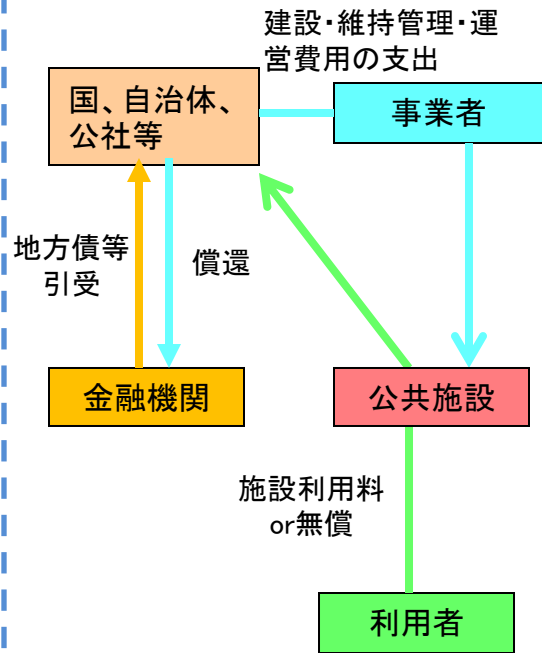 建設・維持管理・運
営費用の支出
国、自治体、
公社等
事業者
地方債等
引受
償還
金融機関
公共施設
施設利用料
or無償
利用者